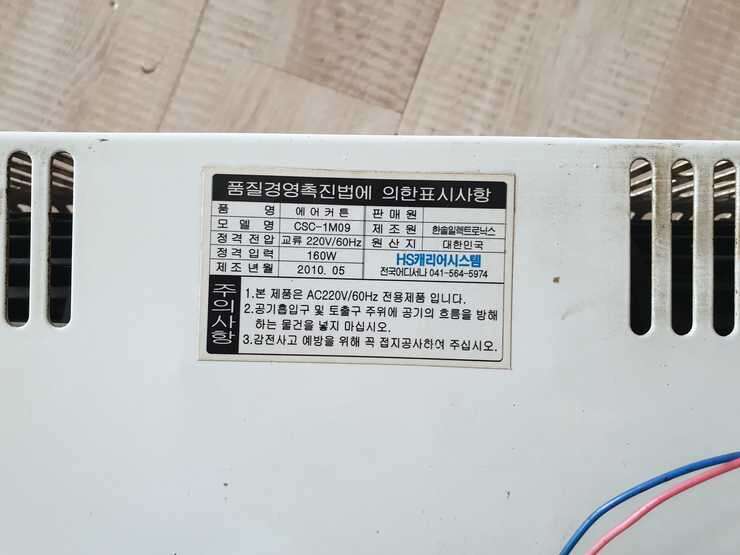 품질경영촉진법에 의한표시사항
품 명 에어커튼 판매원
모델명 CSC-1M09 제조원 한솔일렉트로닉스
정격전압 교류 220V/60Hz 원산지 대한민국
정격입력 160W HS캐리어시스템
제조년월 2010. 05 전국어디서나 041-564-5974
주의사항
1.본 제품은 AC220V/60Hz 전용제품 입니다.
2.공기흡입구 및 토출구 주위에 공기의 흐름을 방해
하는 물건을 넣지 마십시오.
3.감전사고 예방을 위해 꼭 접지공사하여 주십시오.